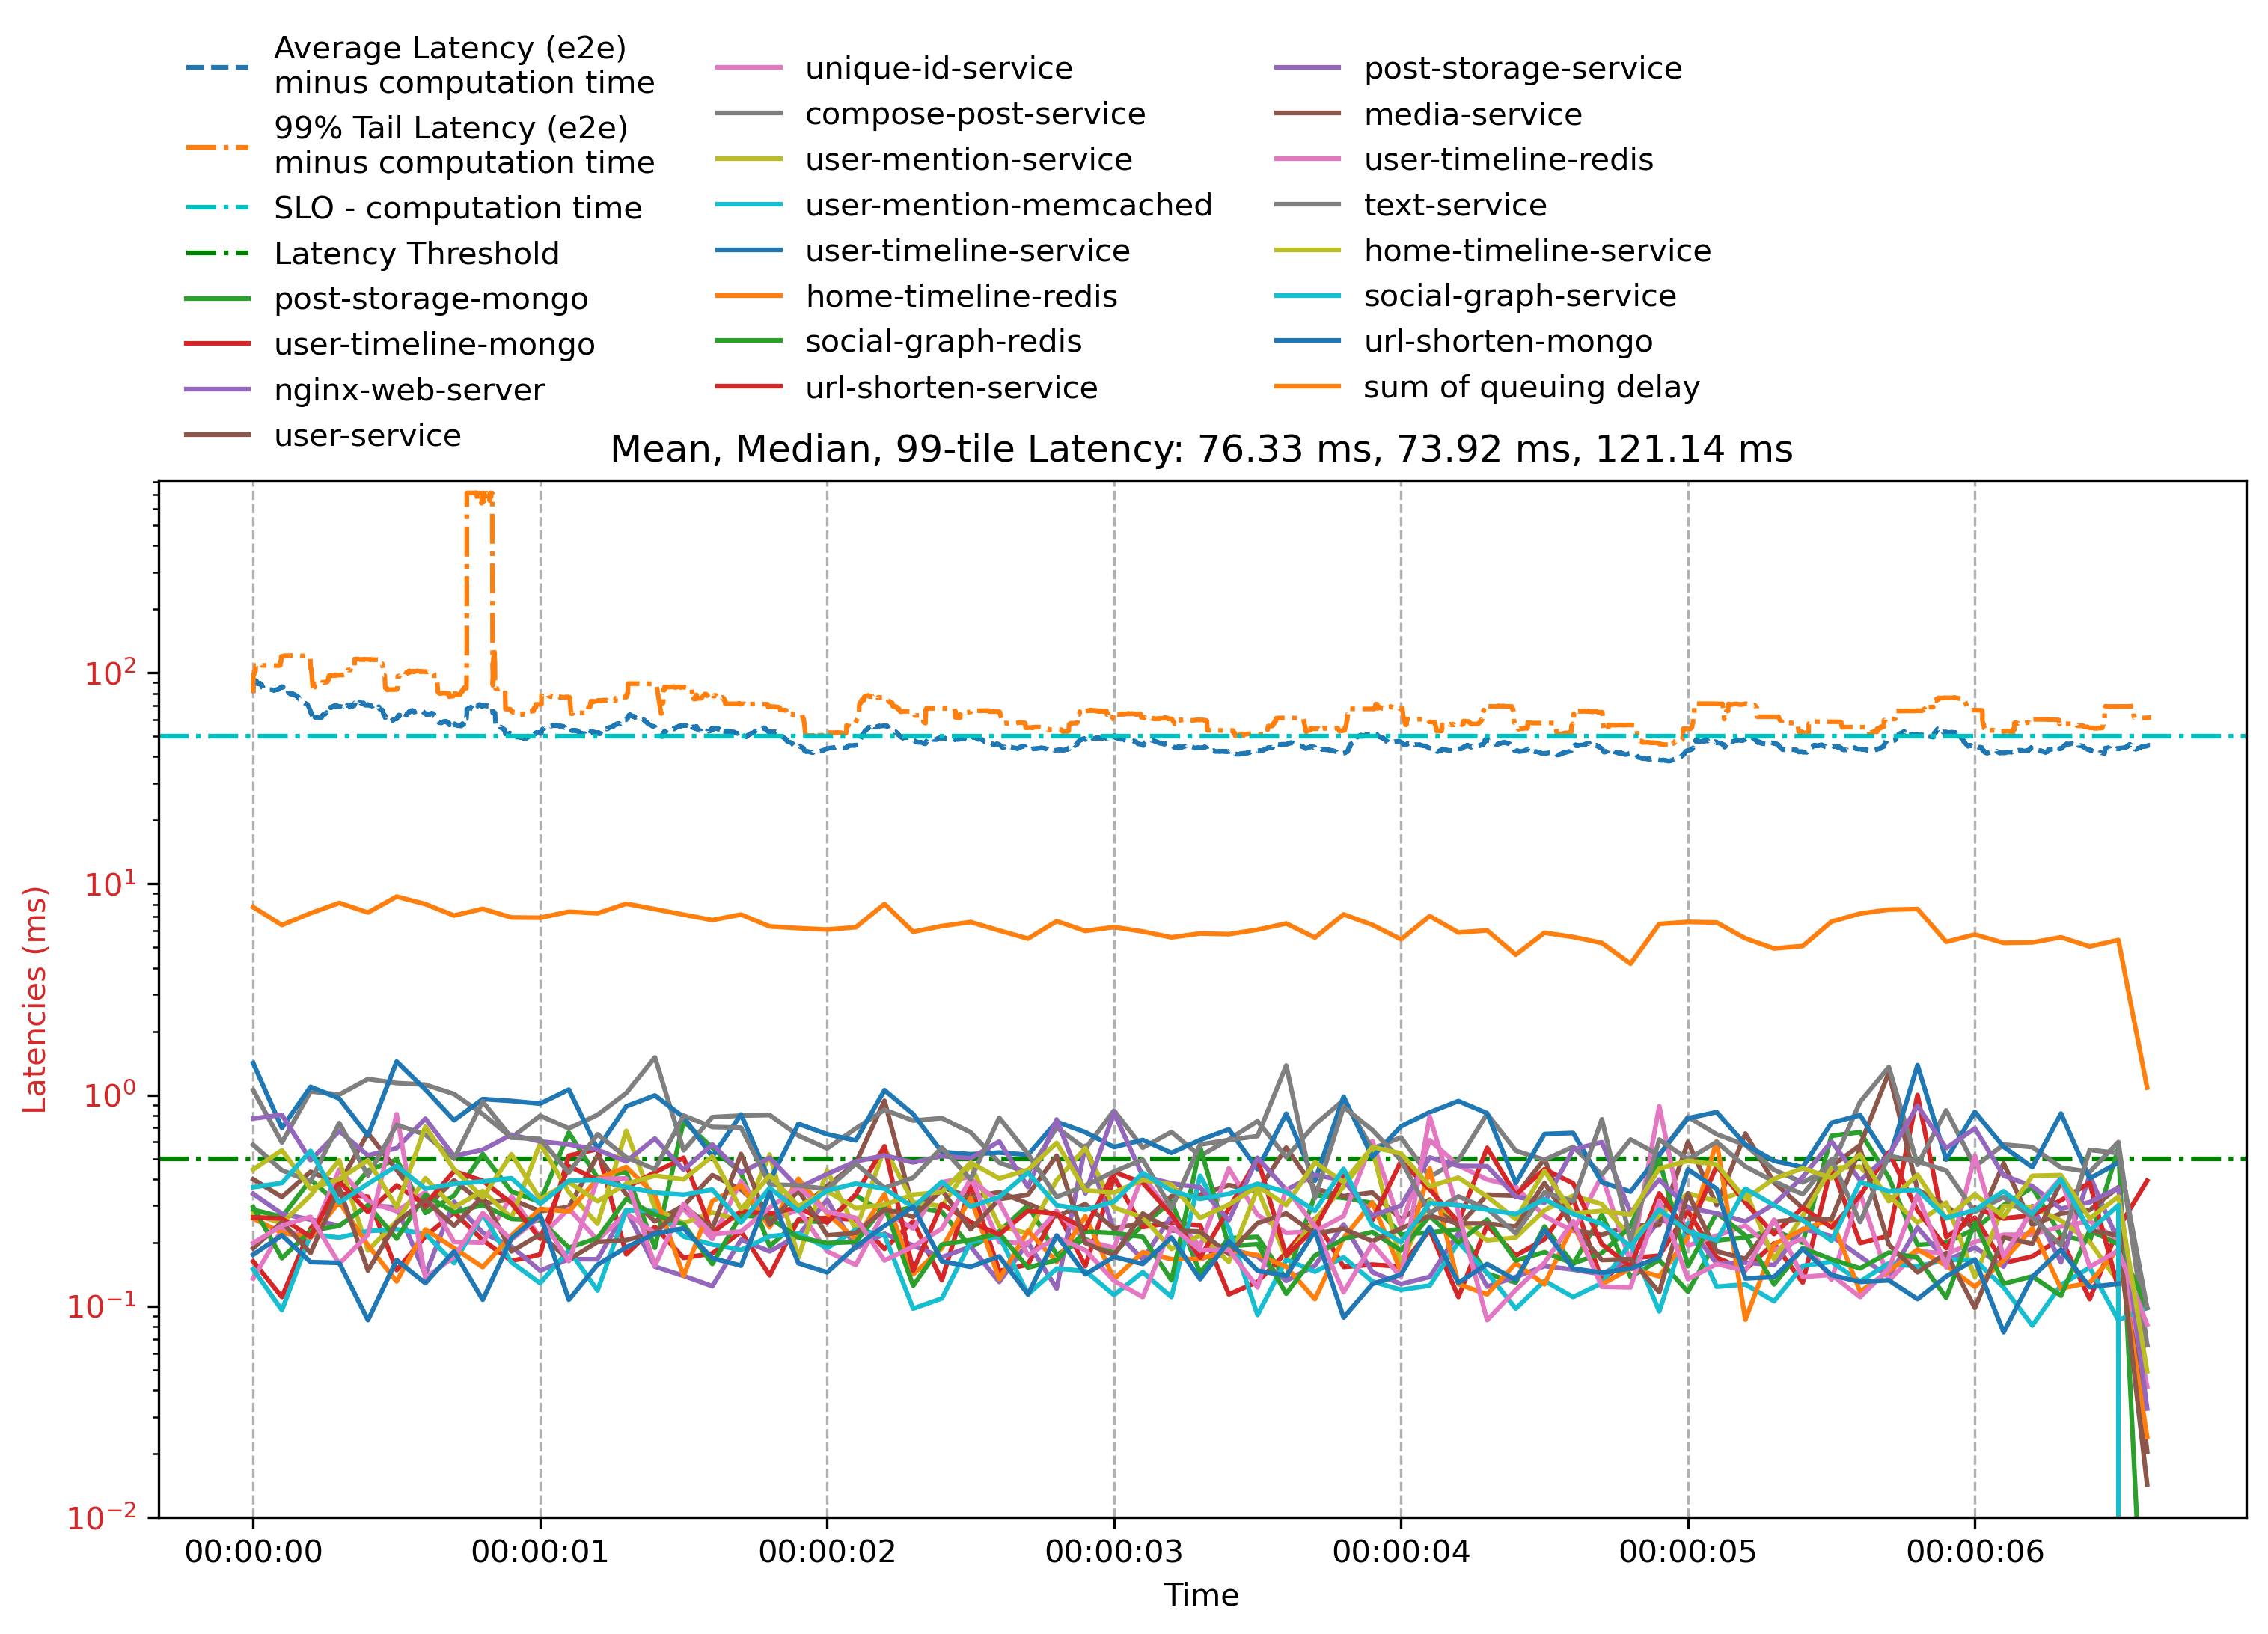 Average Latency (e2e)
minus computation time
99% Tail Latency (e2e)
minus computation time
SLO - computation time
Latency Threshold
post-storage-mongo
user-timeline-mongo
nginx-web-server
user-service
unique-id-service
compose-post-service
user-mention-service
user-mention-memcached
user-timeline-service
home-timeline-redis
social-graph-redis
url-shorten-service
post-storage-service
media-service
user-timeline-redis
text-service
home-timeline-service
social-graph-service
url-shorten-mongo
sum of queuing delay
Mean, Median, 99-tile Latency: 76.33 ms, 73.92 ms, 121.14 ms
Latencies (ms)
10²
10¹
10⁰
10⁻¹
10⁻²
00:00:00
00:00:01
00:00:02
00:00:03
00:00:04
00:00:05
00:00:06
Time